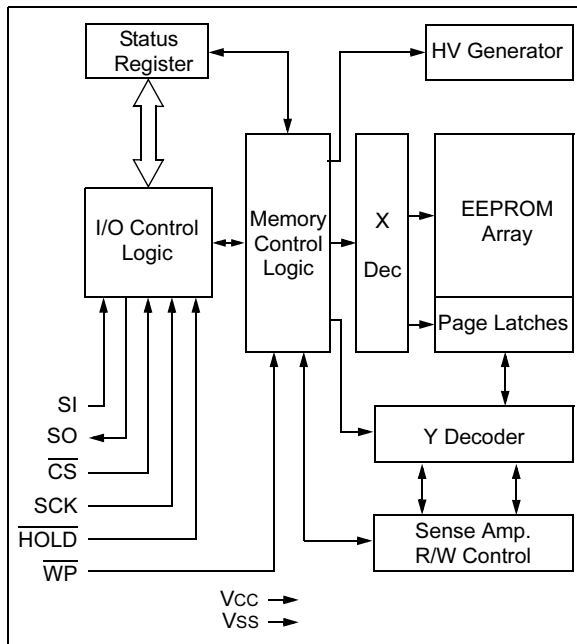 Status
Register
HV Generator
I/O Control
Logic
Memory
Control
Logic
X
Dec
EEPROM
Array
Page Latches
SI
SO
CS
SCK
HOLD
WP
Y Decoder
Sense Amp.
R/W Control
VCC
VSS